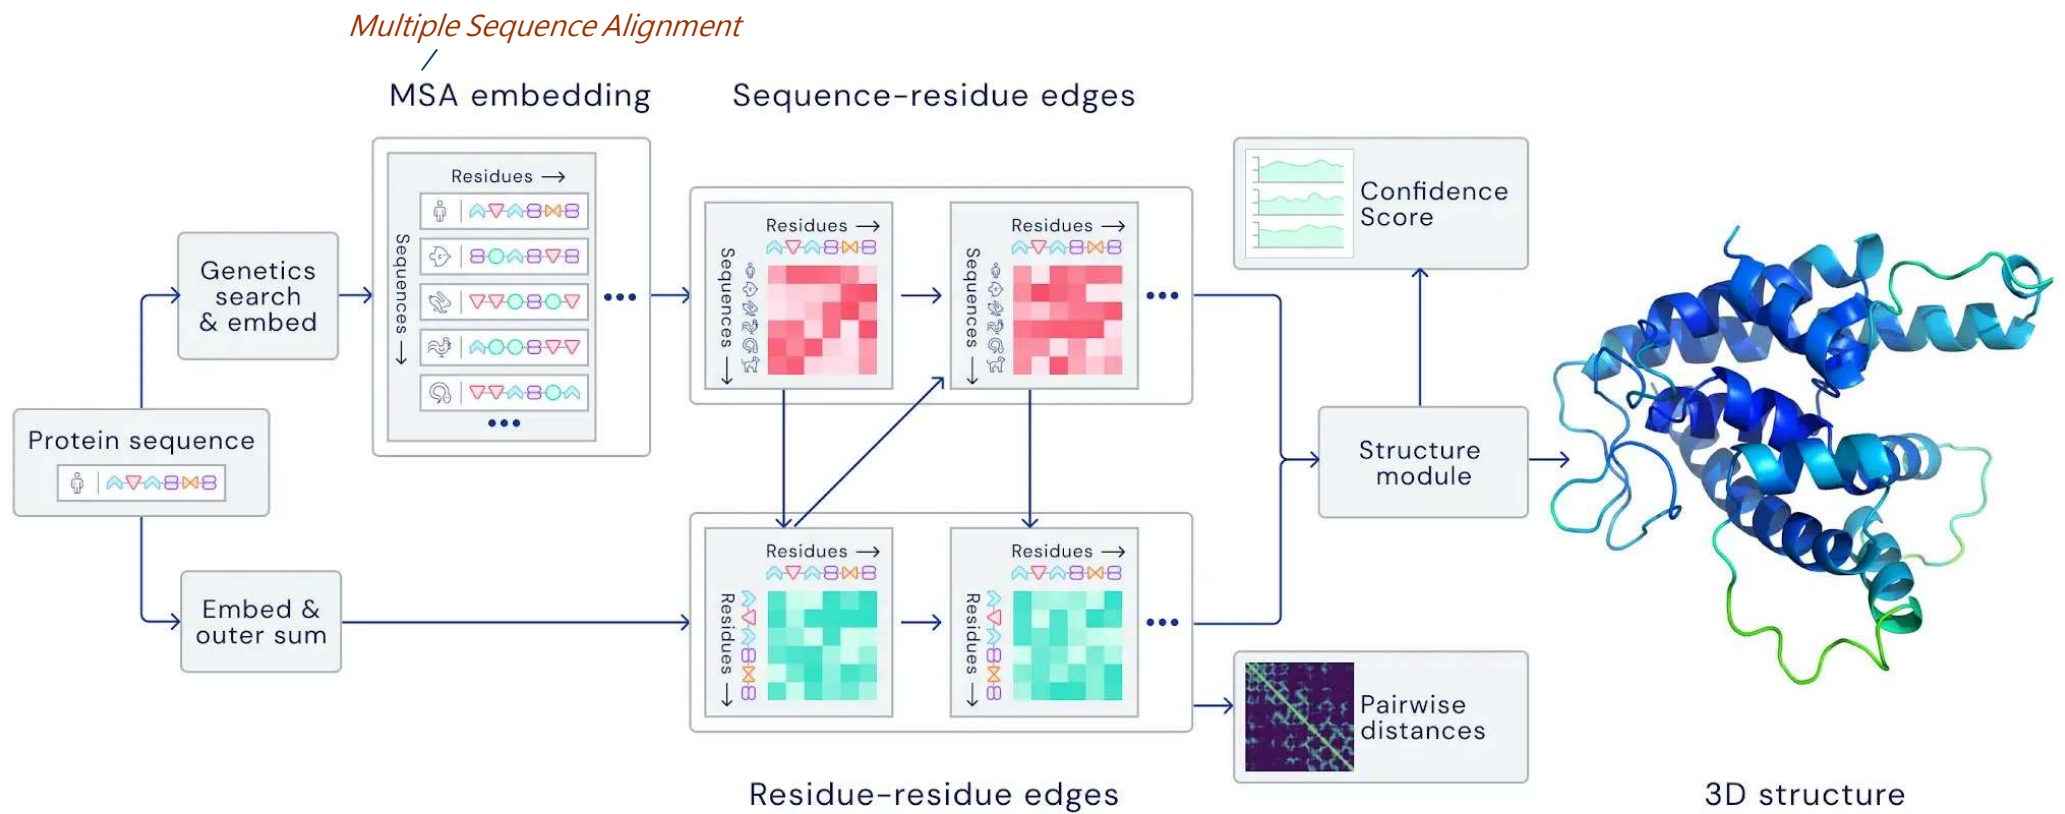 Multiple Sequence Alignment
MSA embedding
Sequence-residue edges
Residues →
Sequences →
Genetics
search
& embed
Protein sequence
Embed &
outer sum
Residues →
Sequences →
Residues →
Sequences →
Residues →
Residues →
Residues →
Residues →
Confidence
Score
Structure
module
Pairwise
distances
Residue-residue edges
3D structure